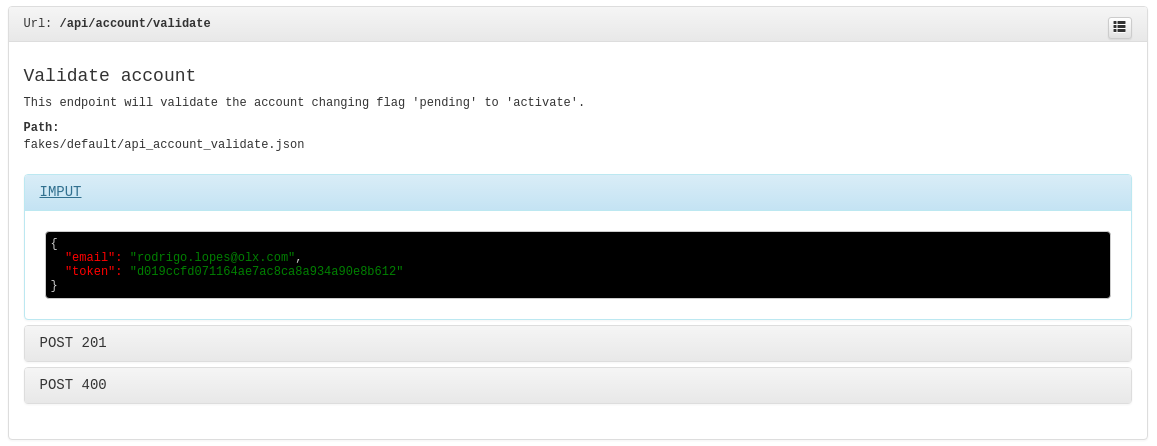 Url: /api/account/validate
Validate account
This endpoint will validate the account changing flag 'pending' to 'activate'.
Path:
fakes/default/api_account_validate.json
IMPUT
{
  "email": "rodrigo.lopes@olx.com",
  "token": "d019ccfd071164ae7ac8ca8a934a90e8b612"
}
POST 201
POST 400